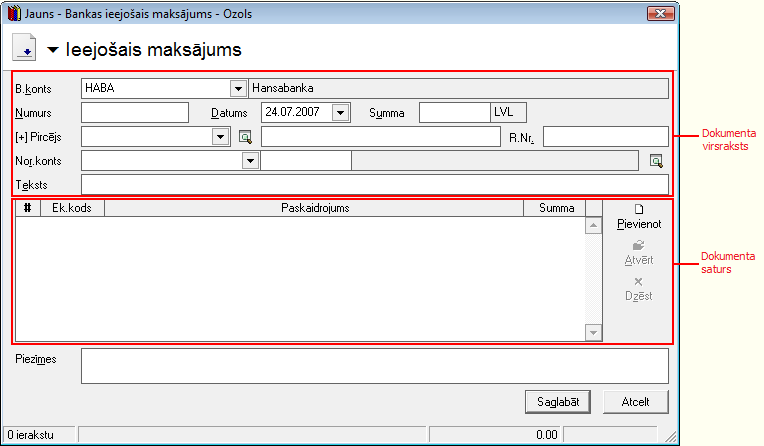 Jauns - Bankas ieejošais maksājums - Ozols
Ieejošais maksājums
B.konts HABA Hansabanka
Numurs Datums 24.07.2007 Summa LVL
[+] Pircējs R.Nr.
Nor.konts
Teksts
Dokumenta
virsraksts
# Ek.kods Paskaidrojums Summa
Pievienot
Atvērt
Dzēst
Dokumenta
saturs
Piezīmes
Saglabāt Atcelt
0 ierakstu 0.00